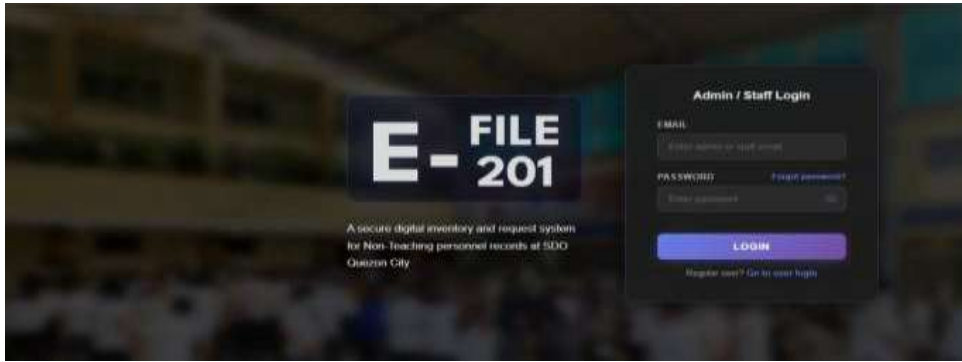 E-
FILE
201
A secure digital inventory and request system
for Non-Teaching personnel records at SDO
Quezon City
Admin / Staff Login
EMAIL
Enter admin or staff email
PASSWORD Forgot password?
Enter password
LOGIN
Regular user? Go to user login